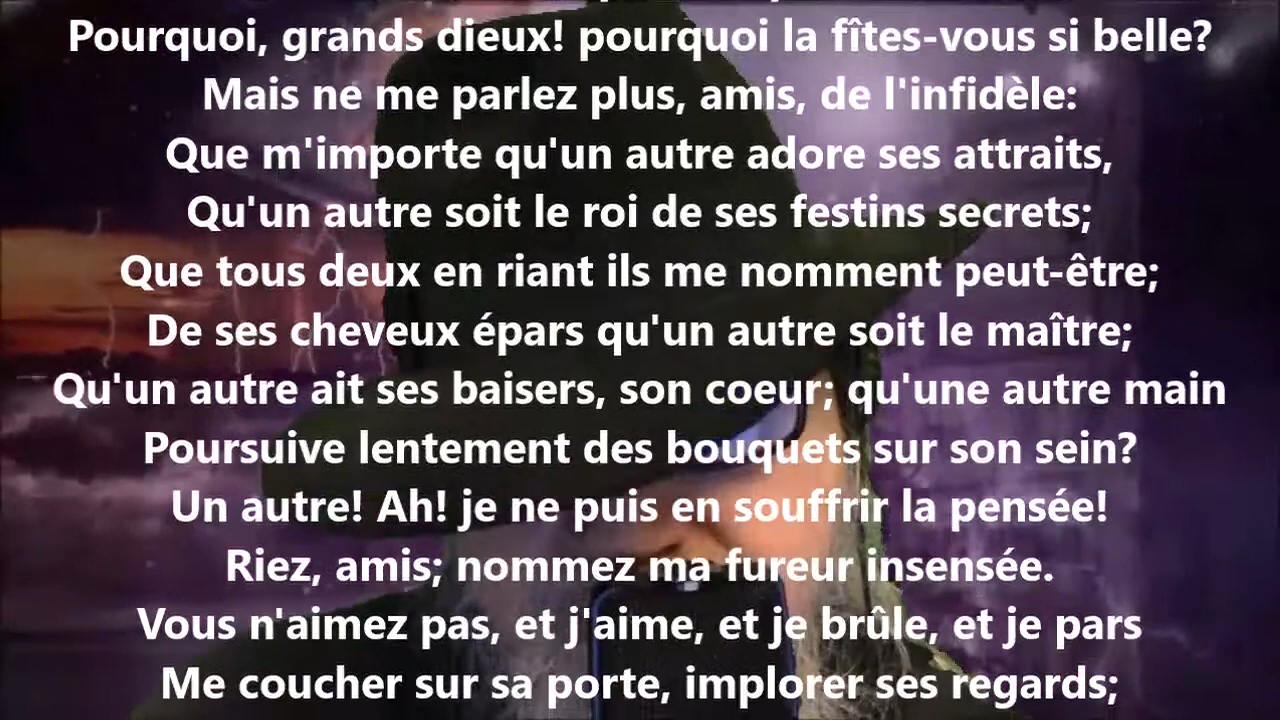 Pourquoi, grands dieux! pourquoi la fîtes-vous si belle?
Mais ne me parlez plus, amis, de l'infidèle:
Que m'importe qu'un autre adore ses attraits,
Qu'un autre soit le roi de ses festins secrets;
Que tous deux en riant ils me nomment peut-être;
De ses cheveux épars qu'un autre soit le maître;
Qu'un autre ait ses baisers, son coeur; qu'une autre main
Poursuive lentement des bouquets sur son sein?
Un autre! Ah! je ne puis en souffrir la pensée!
Riez, amis; nommez ma fureur insensée.
Vous n'aimez pas, et j'aime, et je brûle, et je pars
Me coucher sur sa porte, implorer ses regards;